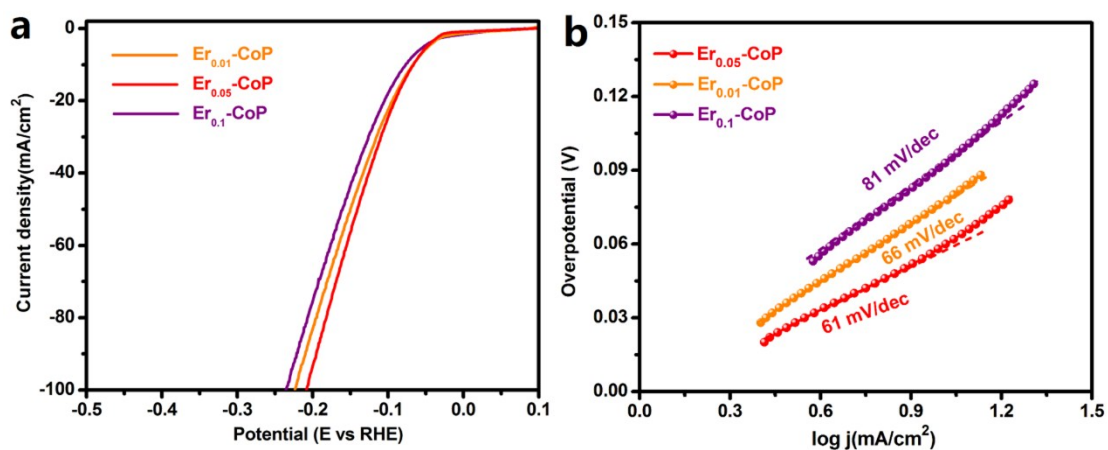 a
Er0.01-CoP
Er0.05-CoP
Er0.1-CoP
0
-20
-40
-60
-80
-100
Current density(mA/cm2)
-0.5
-0.4
-0.3
-0.2
-0.1
0.0
0.1
Potential (E vs RHE)
b
Er0.05-CoP
Er0.01-CoP
Er0.1-CoP
81 mV/dec
66 mV/dec
61 mV/dec
0.15
0.12
0.09
0.06
0.03
0.00
Overpotential (V)
0.0
0.3
0.6
0.9
1.2
1.5
log j(mA/cm2)